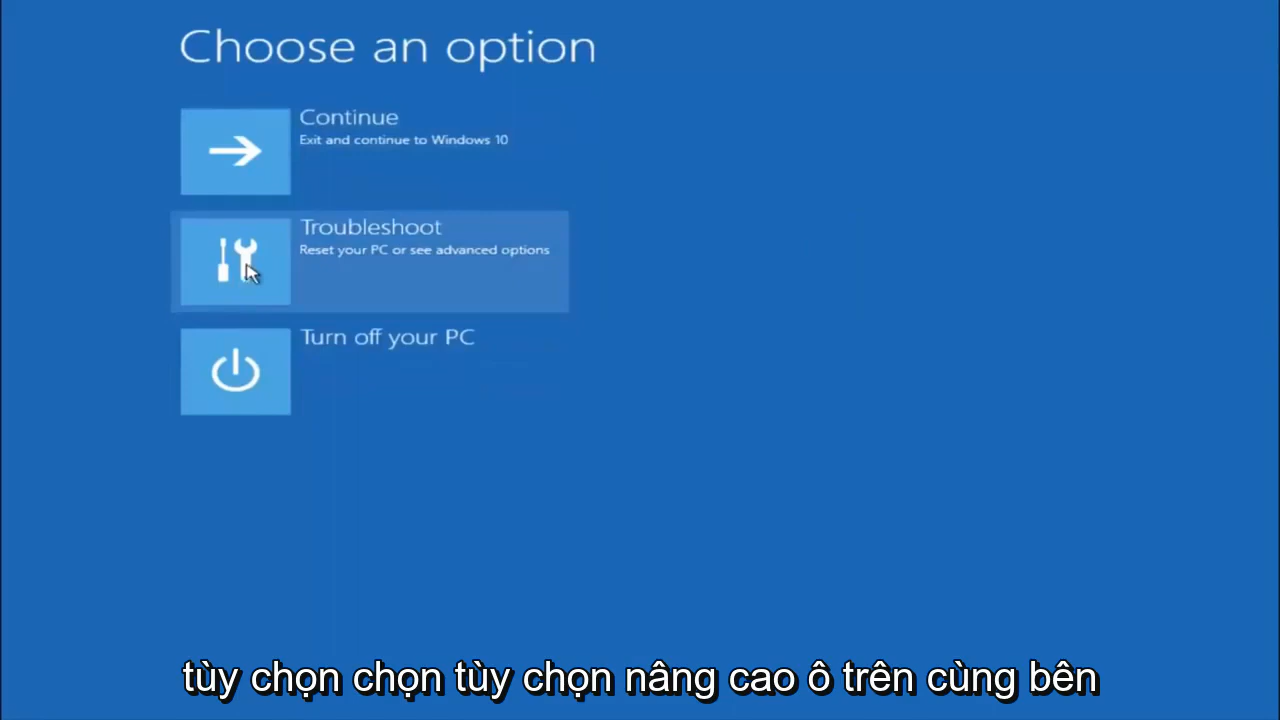 Choose an option
Continue
Exit and continue to Windows 10
Troubleshoot
Reset your PC or see advanced options
Turn off your PC
tùy chọn chọn tùy chọn nâng cao ô trên cùng bên